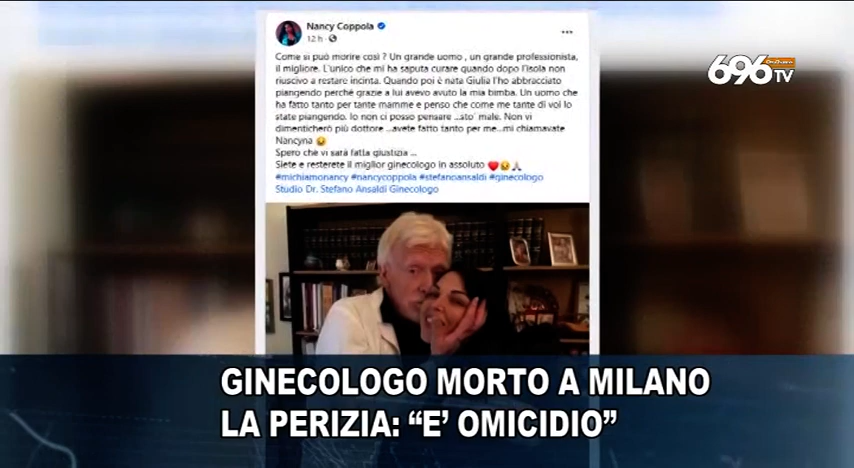 Nancy Coppola
12 h
696
OttoChannel
TV
Come si può morire così ? Un grande uomo , un grande professionista,
il migliore. L'unico che mi ha saputa curare quando dopo l'isola non
riuscivo a restare incinta. Quando poi è nata Giulia l'ho abbracciato
piangendo perché grazie a lui avevo avuto la mia bimba. Un uomo che
ha fatto tanto per tante mamme e penso che come me tante di voi lo
state piangendo. Io non ci posso pensare ...sto' male. Non vi
dimenticherò più dottore ...avete fatto tanto per me...mi chiamavate
Nancyna 😢
Spero che vi sarà fatta giustizia ...
Siete e resterete il miglior ginecologo in assoluto ❤️😢🙏
#michiamonancy #nancycoppola #stefanoansaldi #ginecologo
Studio Dr. Stefano Ansaldi Ginecologo
GINECOLOGO MORTO A MILANO
LA PERIZIA: “E’ OMICIDIO”